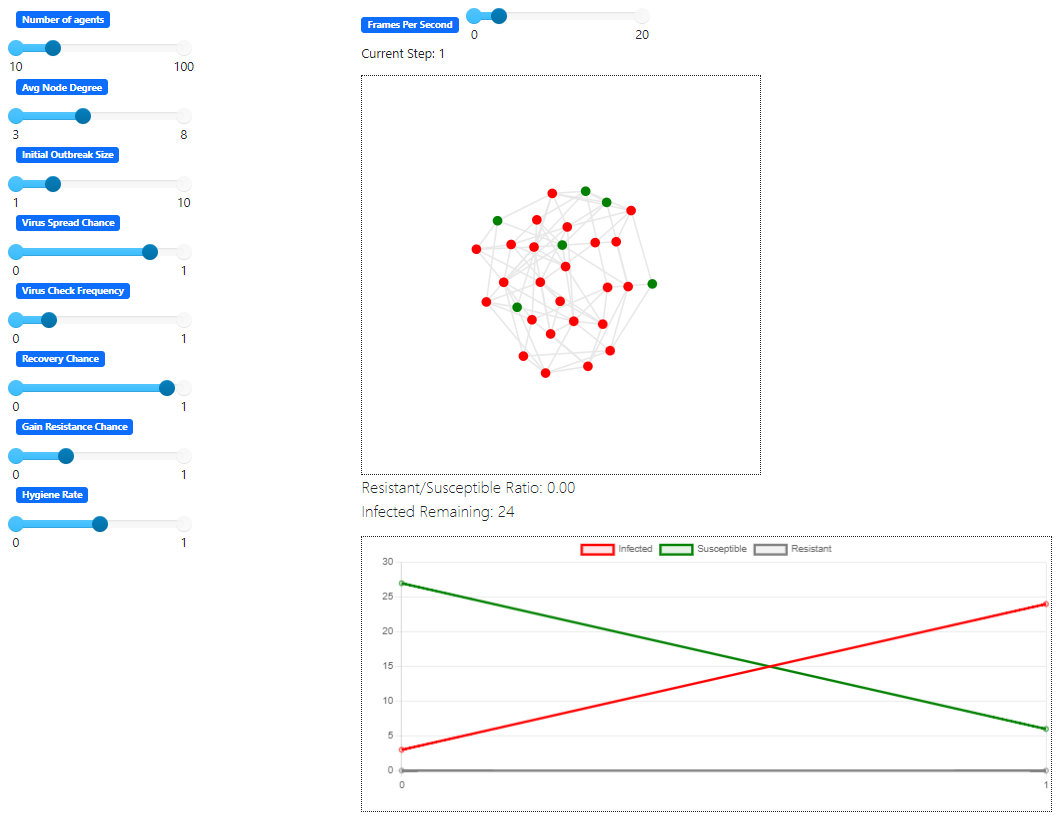 Number of agents
10 100
Avg Node Degree
3 8
Initial Outbreak Size
1 10
Virus Spread Chance
0 1
Virus Check Frequency
0 1
Recovery Chance
0 1
Gain Resistance Chance
0 1
Hygiene Rate
0 1
Frames Per Second
0 20
Current Step: 1
Resistant/Susceptible Ratio: 0.00
Infected Remaining: 24
Infected Susceptible Resistant
30
25
20
15
10
5
0
0 1